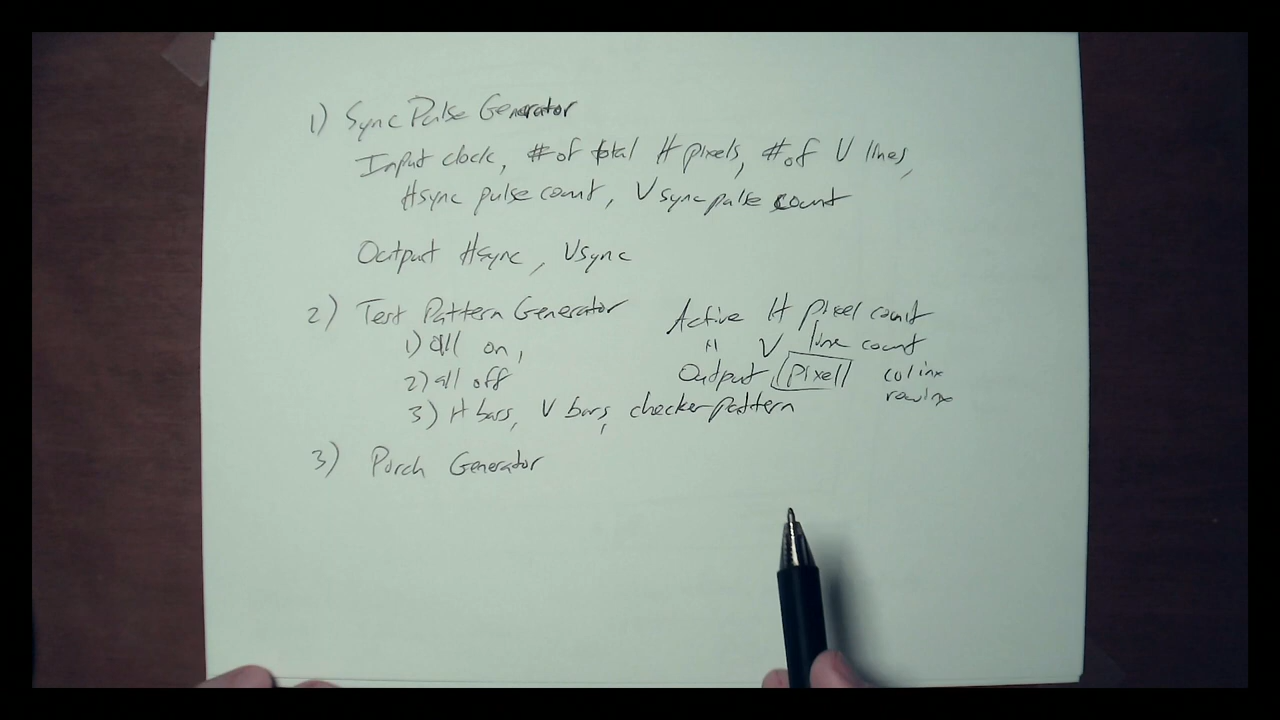 1) Sync Pulse Generator
Input clock, # of total H pixels, # of V lines,
Hsync pulse count, Vsync pulse count
Output Hsync, Vsync
2) Test Pattern Generator
1) all on,
2) all off
3) H bars, V bars, checker pattern
Active H pixel count
" V line count
Output pixel
3) Porch Generator